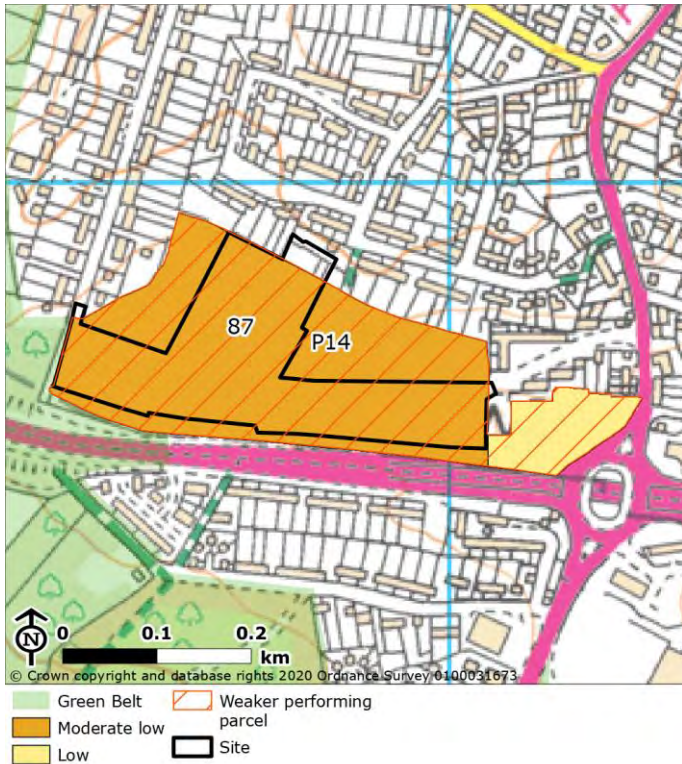 87
P14
N
0 0.1 0.2
km
© Crown copyright and database rights 2020 Ordnance Survey 0100031673
Green Belt
Moderate low
Low
Weaker performing
parcel
Site